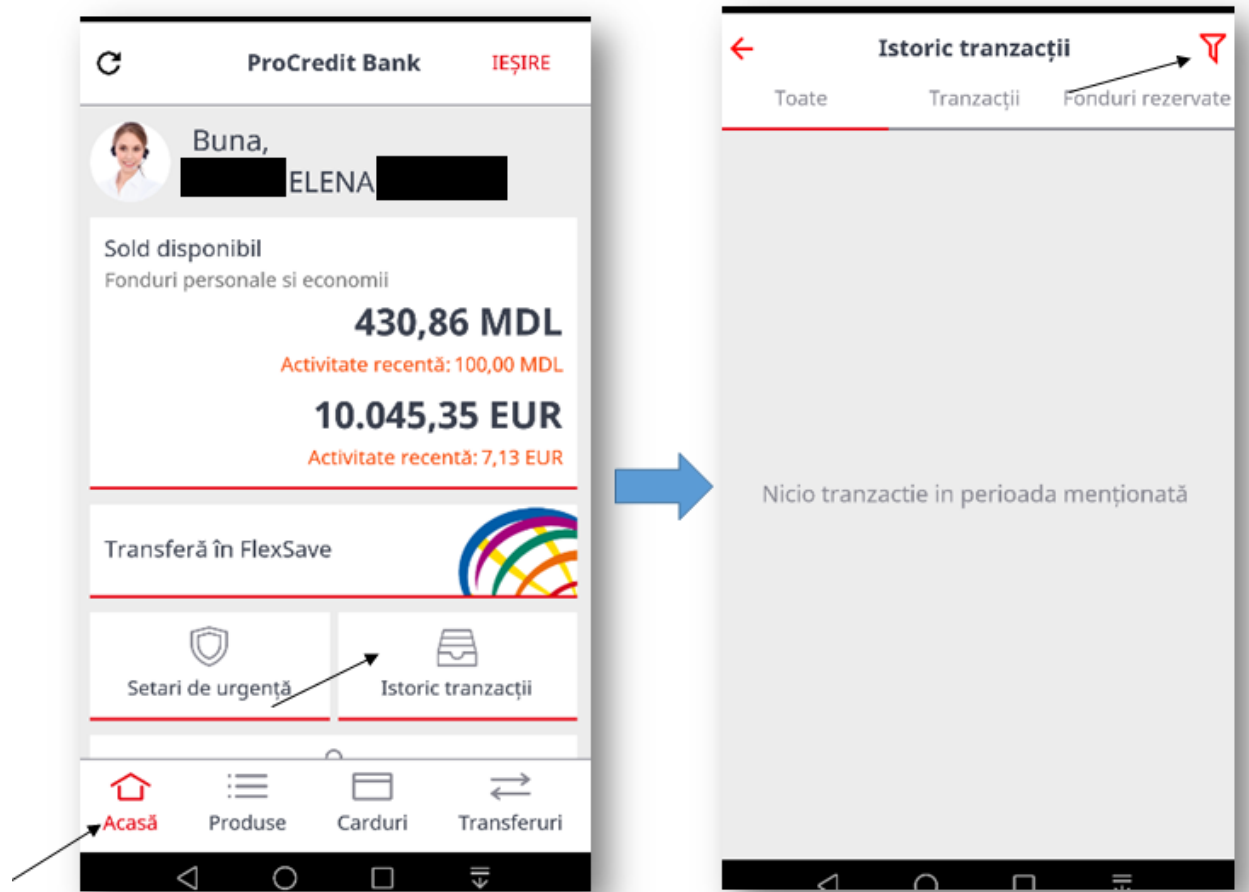 ProCredit Bank
IEȘIRE
Buna,
ELENA
Sold disponibil
Fonduri personale si economii
430,86 MDL
Activitate recentă: 100,00 MDL
10.045,35 EUR
Activitate recentă: 7,13 EUR
Transferă în FlexSave
Setari de urgență
Istoric tranzacții
Acasă
Produse
Carduri
Transferuri
Istoric tranzacții
Toate
Tranzacții
Fonduri rezervate
Nicio tranzactie in perioada menționată